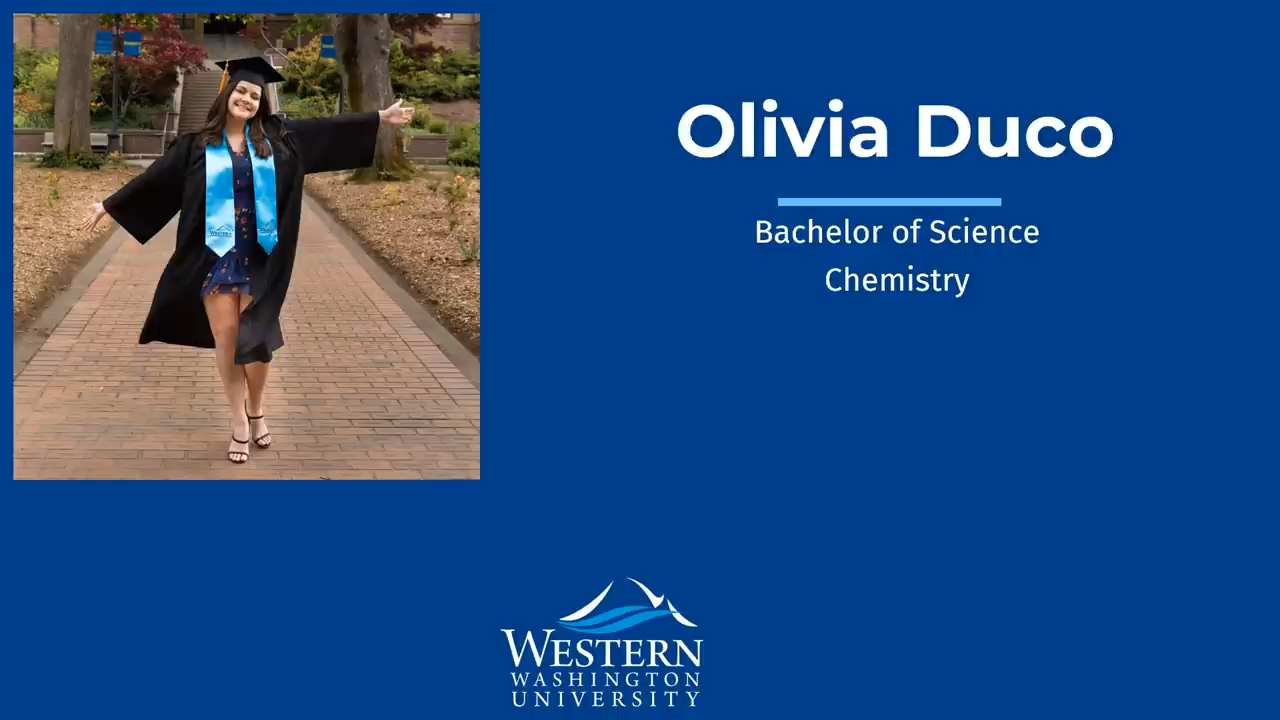 Olivia Duco
Bachelor of Science
Chemistry
WESTERN
WASHINGTON
UNIVERSITY